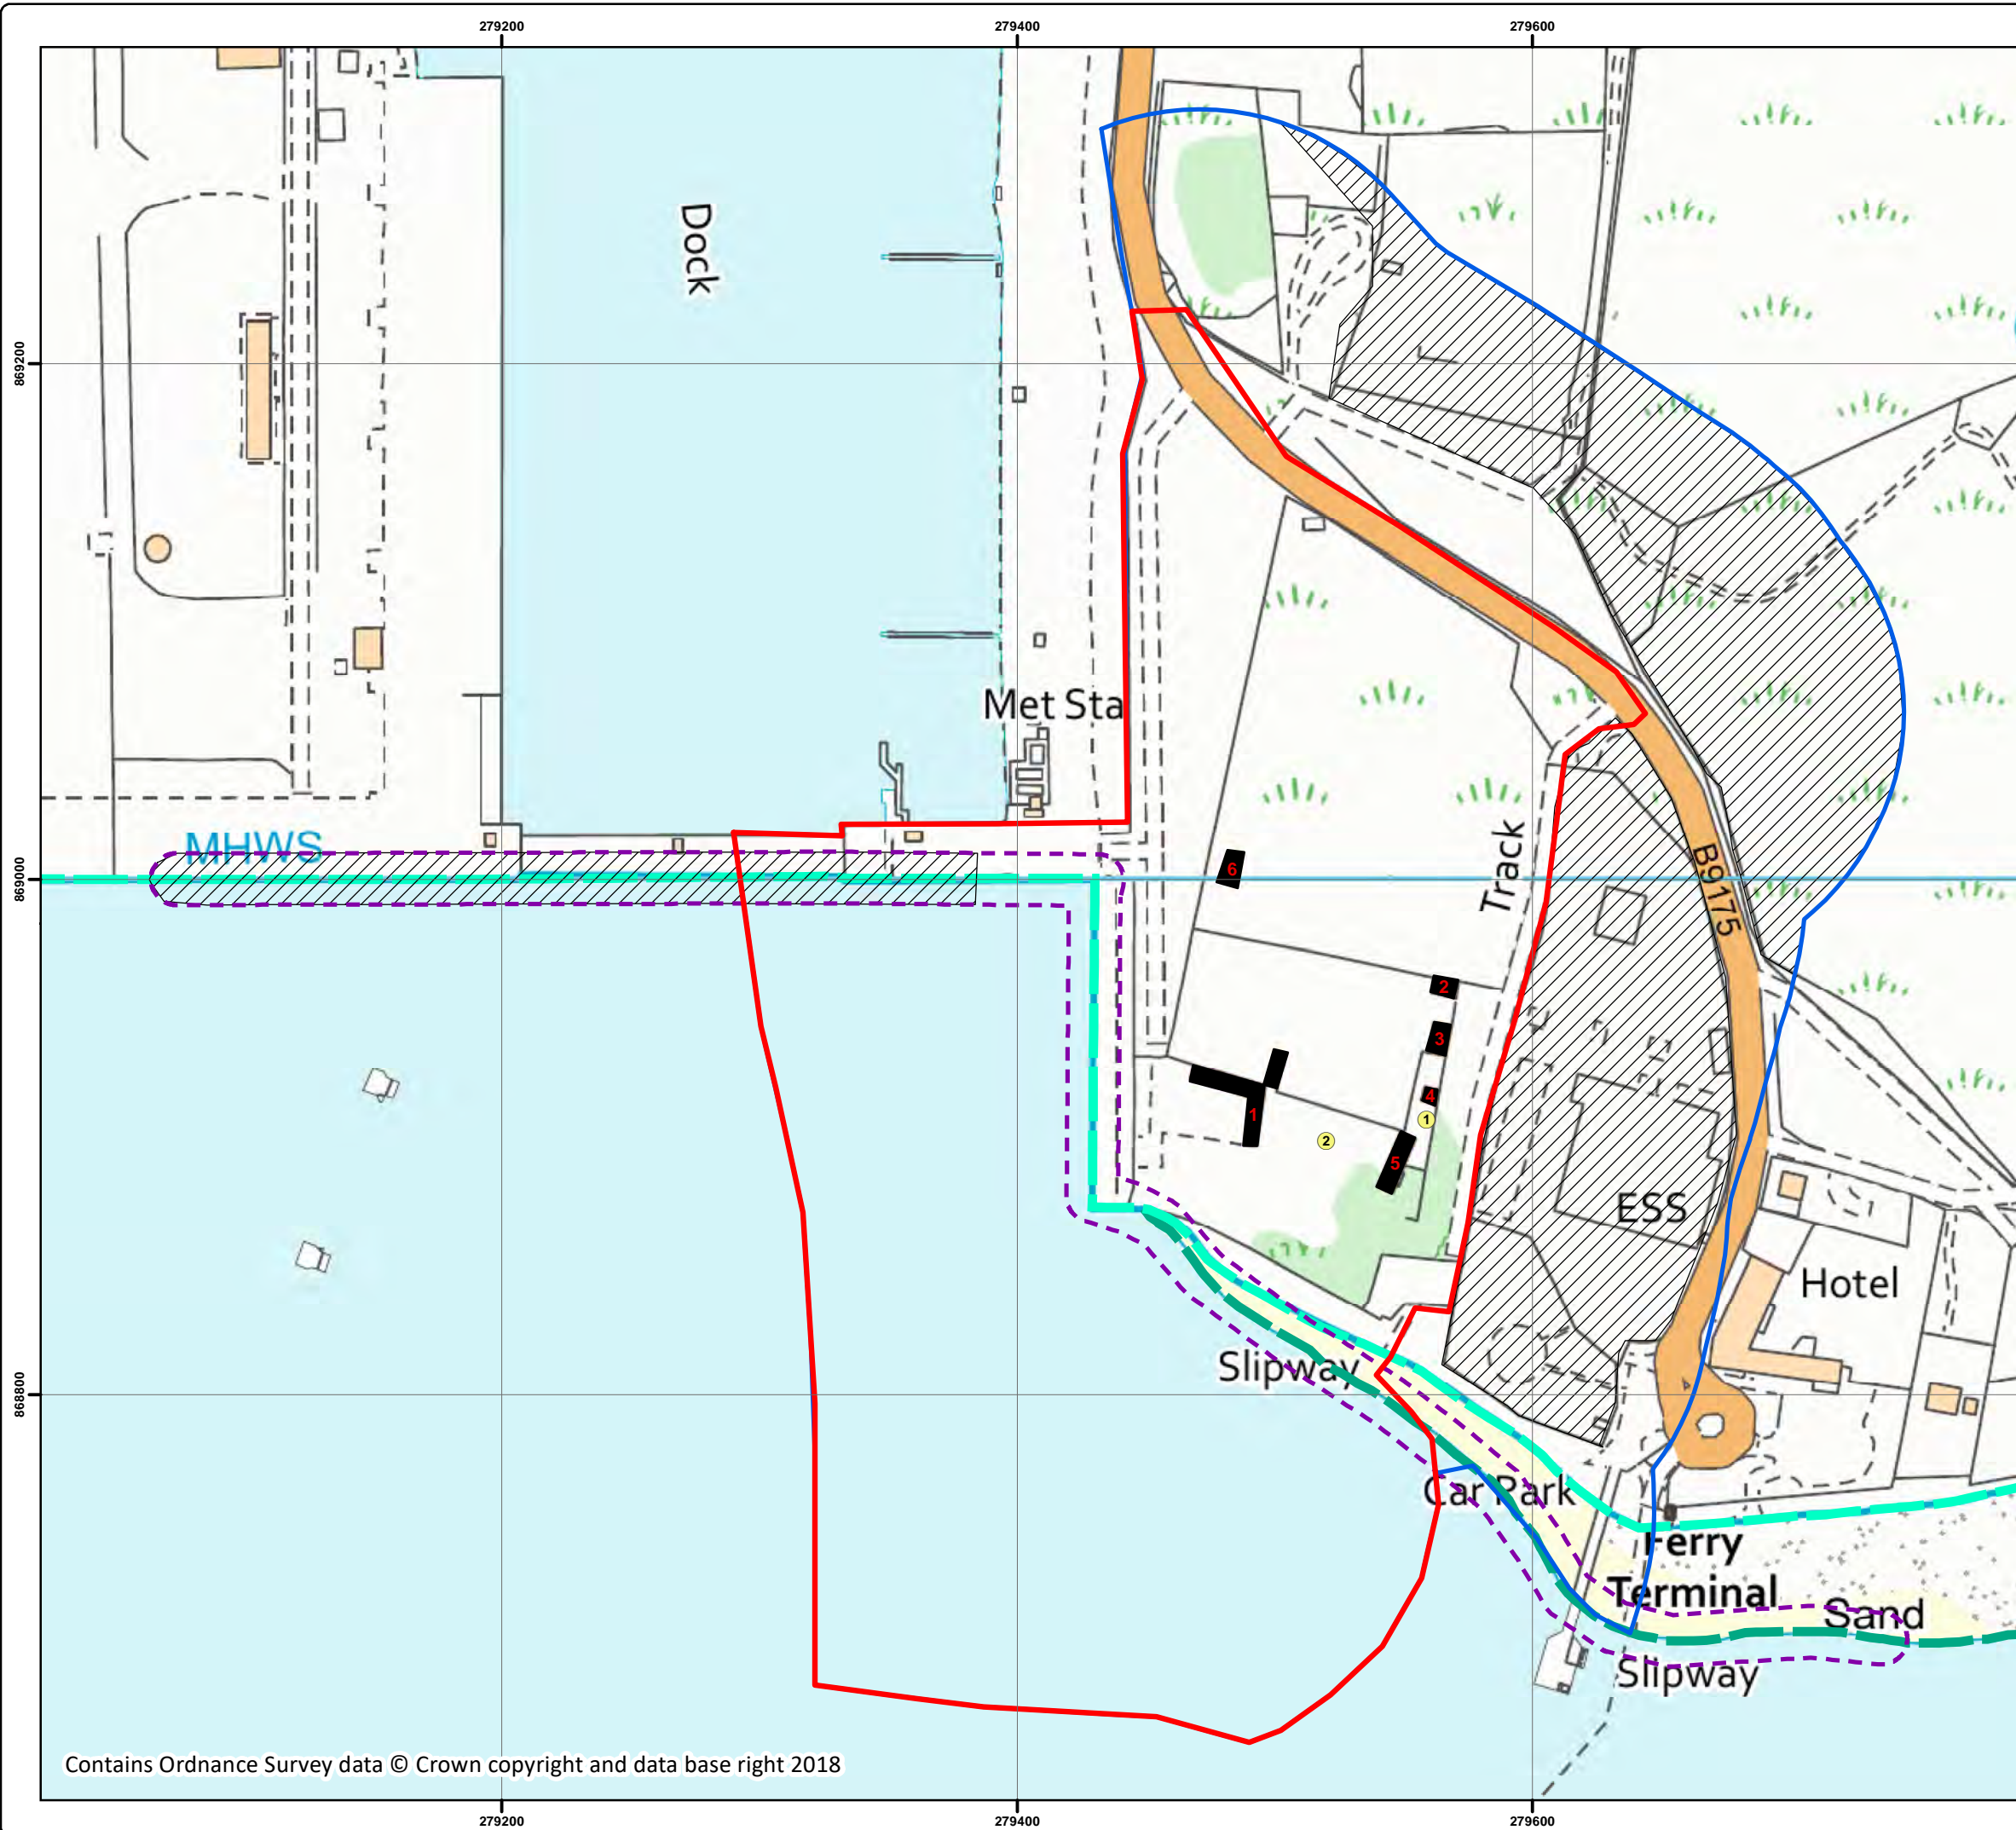 279200
279400
279600
Dock
869200
Met Sta
MHWS
869000
6
Track
B9175
2
3
4
1
1
2
5
ESS
Hotel
Slipway
868800
Car Park
Ferry
Terminal
Sand
Slipway
Contains Ordnance Survey data © Crown copyright and data base right 2018
279200
279400
279600